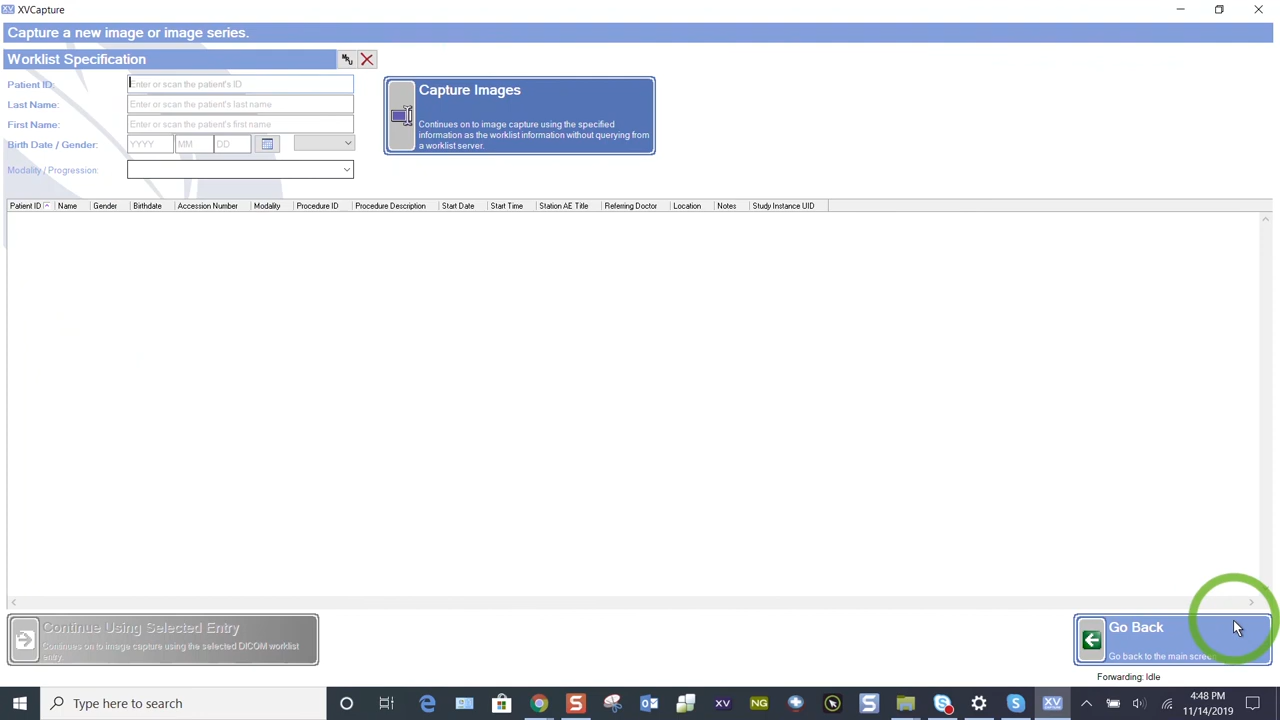 XVCapture
Capture a new image or image series.
Worklist Specification
Patient ID: Enter or scan the patient's ID
Last Name: Enter or scan the patient's last name
First Name: Enter or scan the patient's first name
Birth Date / Gender: YYYY MM DD
Modality / Progression:
Capture Images
Continues on to image capture using the specified
information as the worklist information without querying from
a worklist server.
Patient ID Name Gender Birthdate Accession Number Modality Procedure ID Procedure Description Start Date Start Time Station AE Title Referring Doctor Location Notes Study Instance UID
Continue Using Selected Entry
Continues on to image capture using the selected DICOM worklist
entry.
Go Back
Go back to the main screen
Forwarding: Idle
Type here to search
XV
NG
S
XV
4:48 PM
11/14/2019